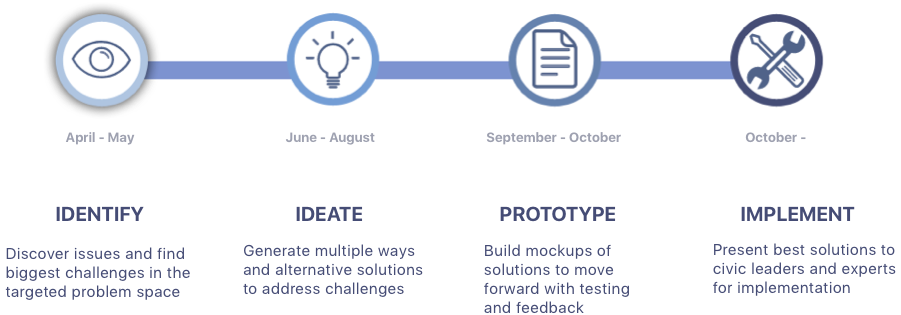 April - May
June - August
September - October
October -
IDENTIFY
Discover issues and find
biggest challenges in the
targeted problem space
IDEATE
Generate multiple ways
and alternative solutions
to address challenges
PROTOTYPE
Build mockups of
solutions to move
forward with testing
and feedback
IMPLEMENT
Present best solutions to
civic leaders and experts
for implementation